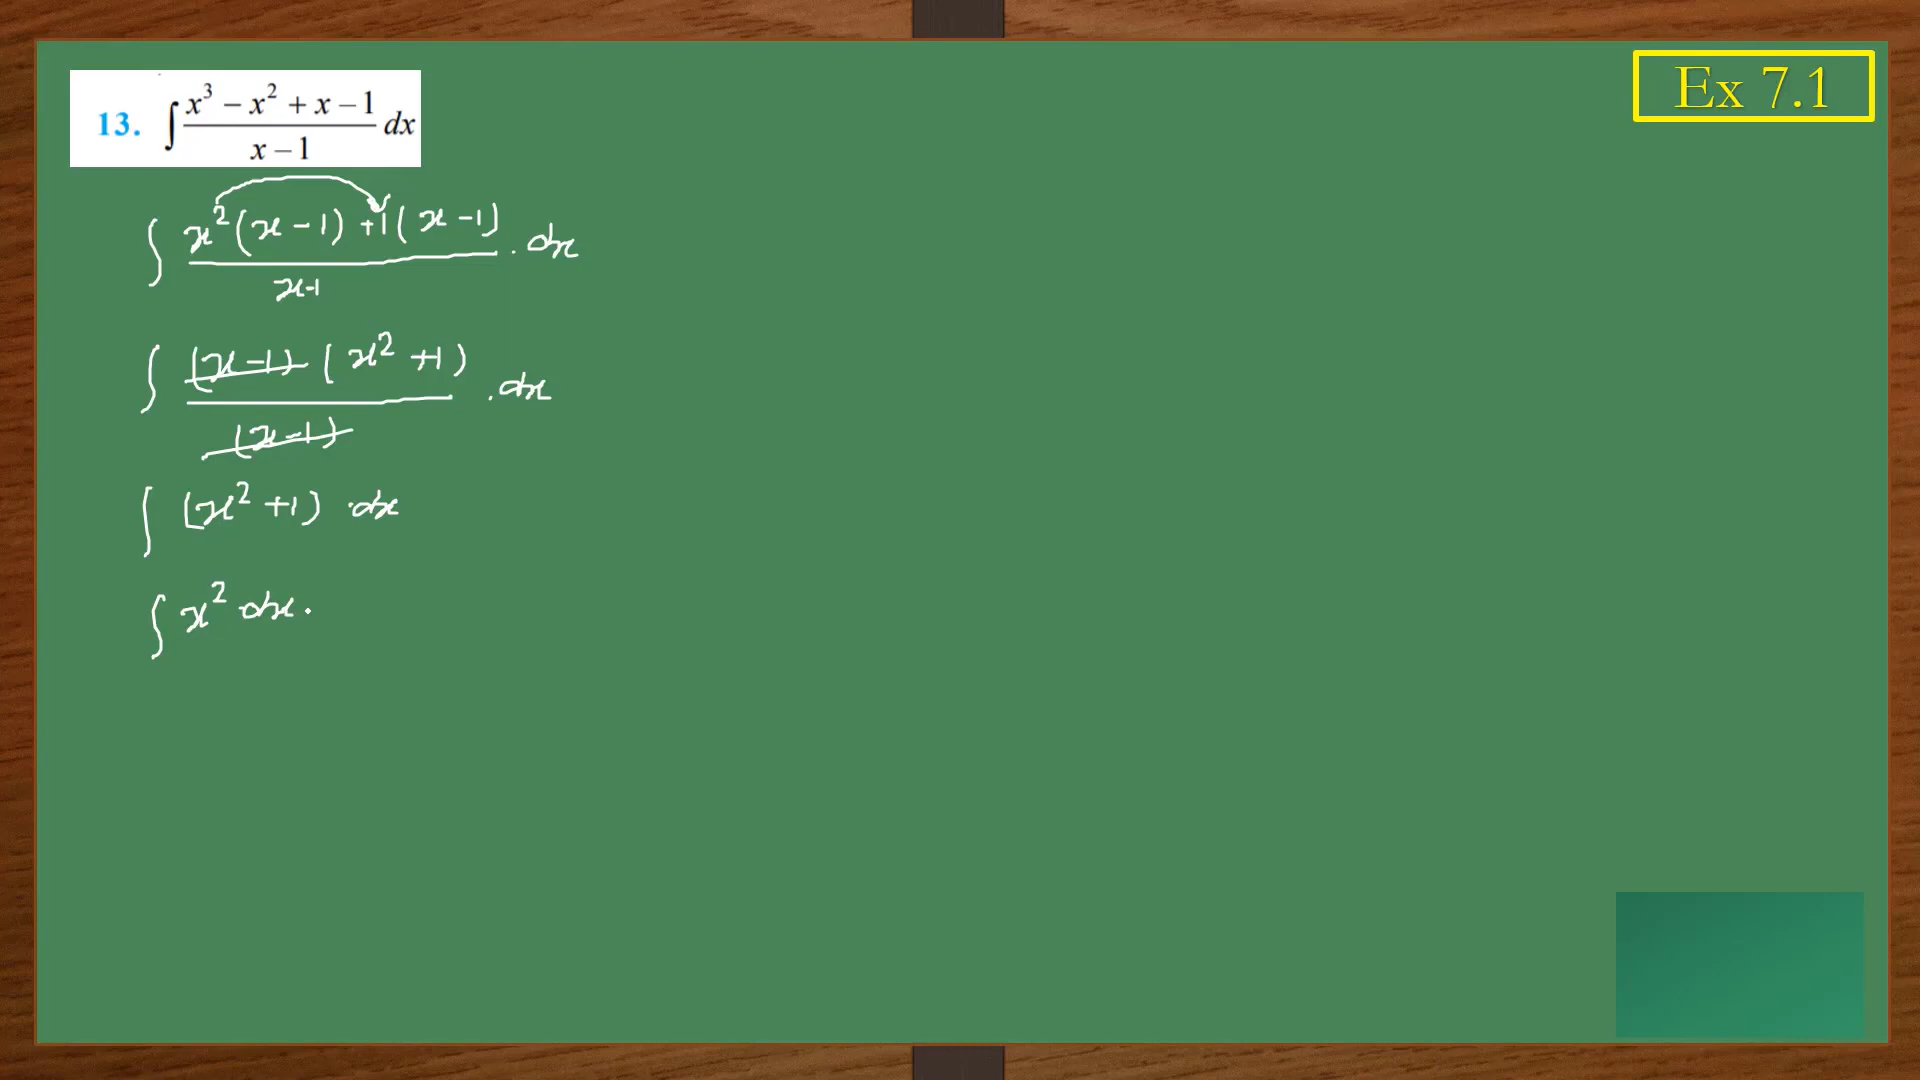 Ex 7.1
13. ∫ (x³ − x² + x − 1)/(x − 1) dx
∫ (x²(x − 1) + 1(x − 1))/(x-1) . dx
∫ ((x − 1)(x² + 1))/((x − 1)) . dx
∫ (x² + 1) . dx
∫ x² dx .